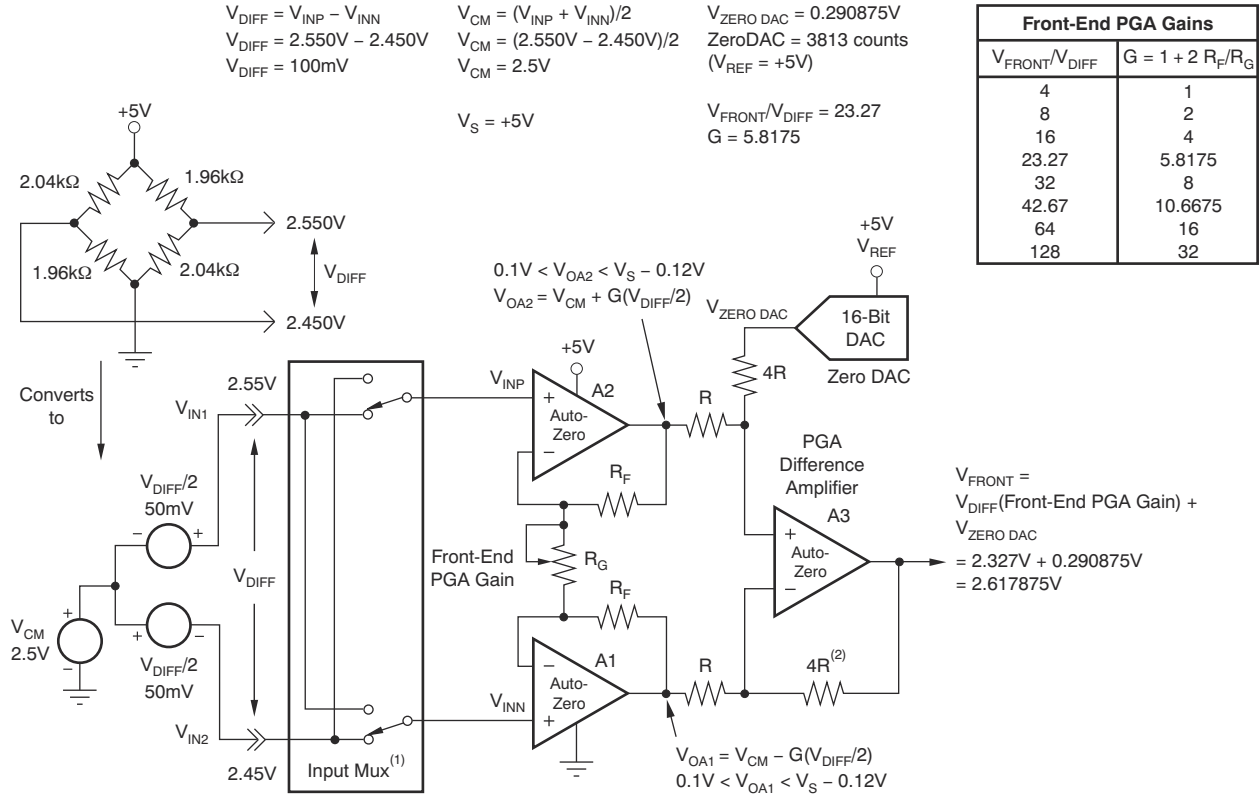 V_DIFF = V_INP – V_INN
V_DIFF = 2.550V – 2.450V
V_DIFF = 100mV
V_CM = (V_INP + V_INN)/2
V_CM = (2.550V – 2.450V)/2
V_CM = 2.5V
V_S = +5V
V_ZERO DAC = 0.290875V
ZeroDAC = 3813 counts
(V_REF = +5V)
V_FRONT/V_DIFF = 23.27
G = 5.8175
Front-End PGA Gains
V_FRONT/V_DIFF G = 1 + 2 R_F/R_G
4 1
8 2
16 4
23.27 5.8175
32 8
42.67 10.6675
64 16
128 32
+5V
2.04kΩ
1.96kΩ
1.96kΩ
2.04kΩ
2.550V
V_DIFF
2.450V
Converts
to
2.55V
V_IN1
V_DIFF/2
50mV
–
+
V_DIFF
+
V_CM
2.5V
–
+
–
V_DIFF/2
50mV
V_IN2
2.45V
Input Mux(1)
V_INP
V_INN
0.1V < V_OA2 < V_S – 0.12V
V_OA2 = V_CM + G(V_DIFF/2)
+5V
A2
+
Auto-
Zero
–
R_F
Front-End
PGA Gain
R_G
R_F
A1
–
Auto-
Zero
+
V_OA1 = V_CM – G(V_DIFF/2)
0.1V < V_OA1 < V_S – 0.12V
+5V
V_REF
V_ZERO DAC
16-Bit
DAC
Zero DAC
4R
R
R
4R(2)
PGA
Difference
Amplifier
A3
+
Auto-
Zero
–
V_FRONT =
V_DIFF(Front-End PGA Gain) +
V_ZERO DAC
= 2.327V + 0.290875V
= 2.617875V